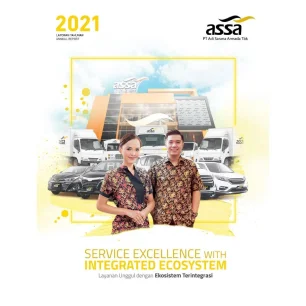 2021
LAPORAN TAHUNAN
ANNUAL REPORT
assa
PT Adi Sarana Armada Tbk
SERVICE EXCELLENCE WITH
INTEGRATED ECOSYSTEM
Layanan Unggul dengan Ekosistem Terintegrasi